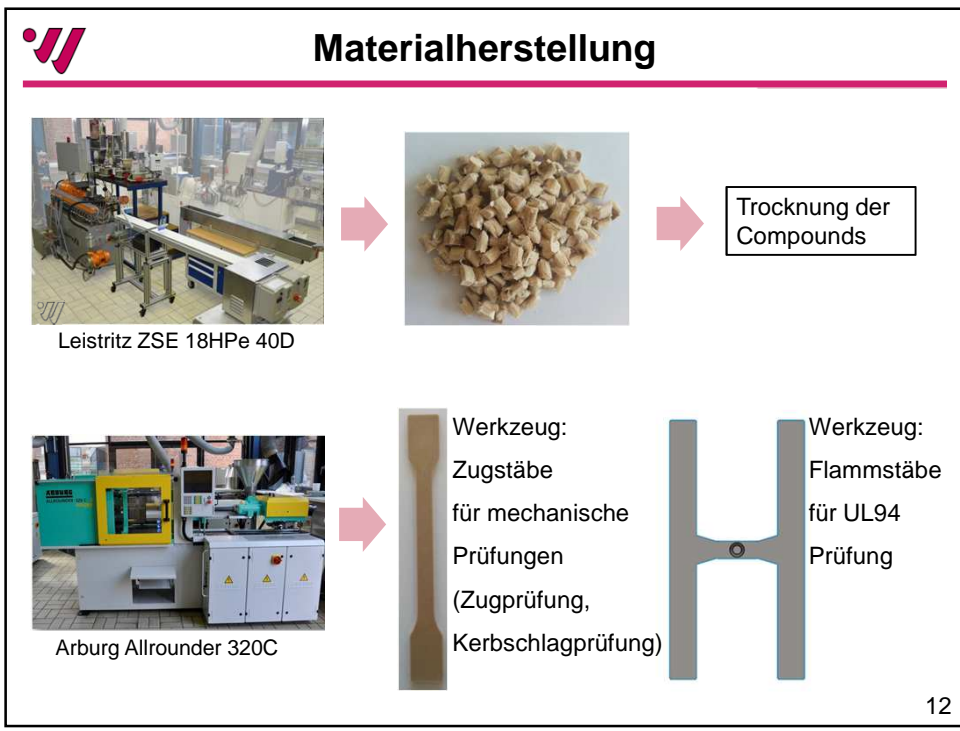 Materialherstellung
Trocknung der
Compounds
Leistritz ZSE 18HPe 40D
Werkzeug:
Zugstäbe
für mechanische
Prüfungen
(Zugprüfung,
Kerbschlagprüfung)
Werkzeug:
Flammstäbe
für UL94
Prüfung
ARBURG
Arburg Allrounder 320C
12